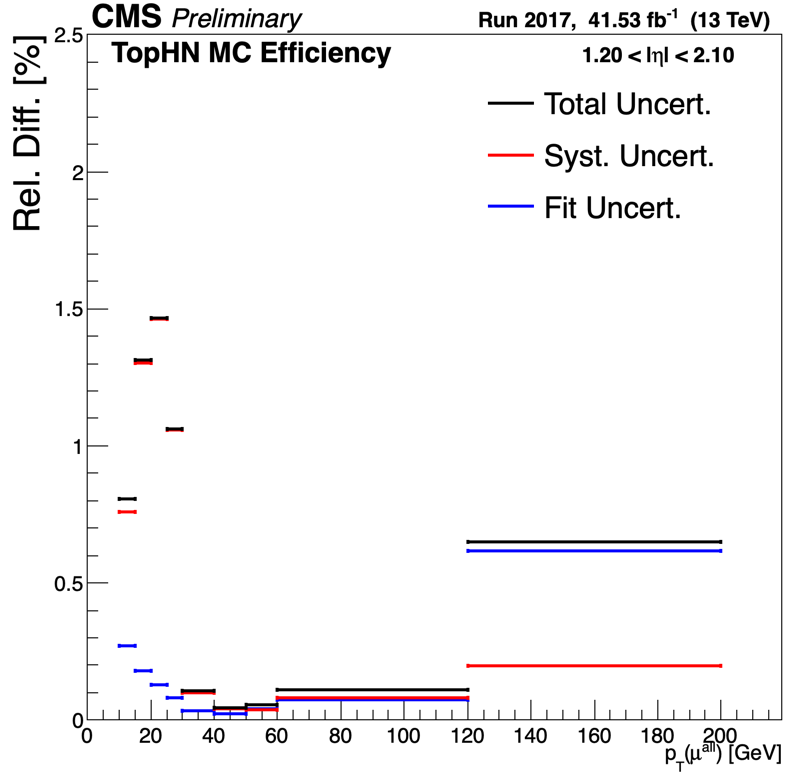 CMS Preliminary Run 2017, 41.53 fb⁻¹ (13 TeV)
TopHN MC Efficiency 1.20 < |η| < 2.10
Total Uncert.
Syst. Uncert.
Fit Uncert.
Rel. Diff. [%]
2.5
2
1.5
1
0.5
0
0 20 40 60 80 100 120 140 160 180 200
p_T(μ^all) [GeV]